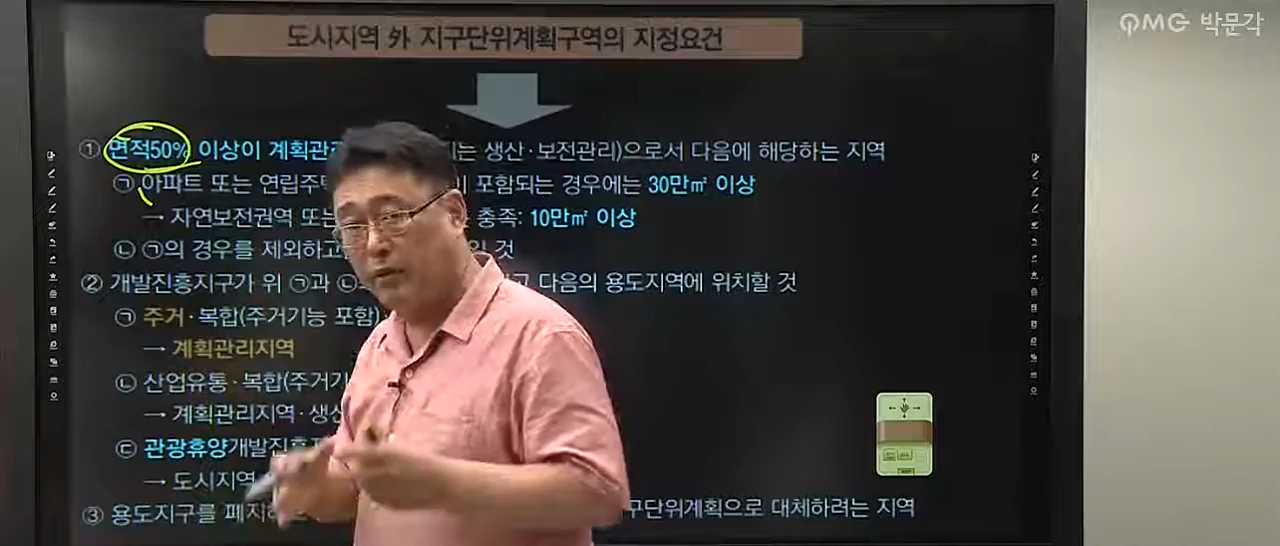 QMG 박문각
도시지역 外 지구단위계획구역의 지정요건
① 면적50% 이상이 계획관 는 생산·보전관리)으로서 다음에 해당하는 지역
㉠ 아파트 또는 연립주 포함되는 경우에는 30만㎡ 이상
→ 자연보전권역 또는 충족: 10만㎡ 이상
㉡ ㉠의 경우를 제외하고 것
② 개발진흥지구가 위 ㉠과 다음의 용도지역에 위치할 것
㉠ 주거·복합(주거기능 포함)
→ 계획관리지역
㉡ 산업유통·복합(주거기
→ 계획관리지역·생산
㉢ 관광휴양개발진흥
→ 도시지역
③ 용도지구를 폐지하 구단위계획으로 대체하려는 지역